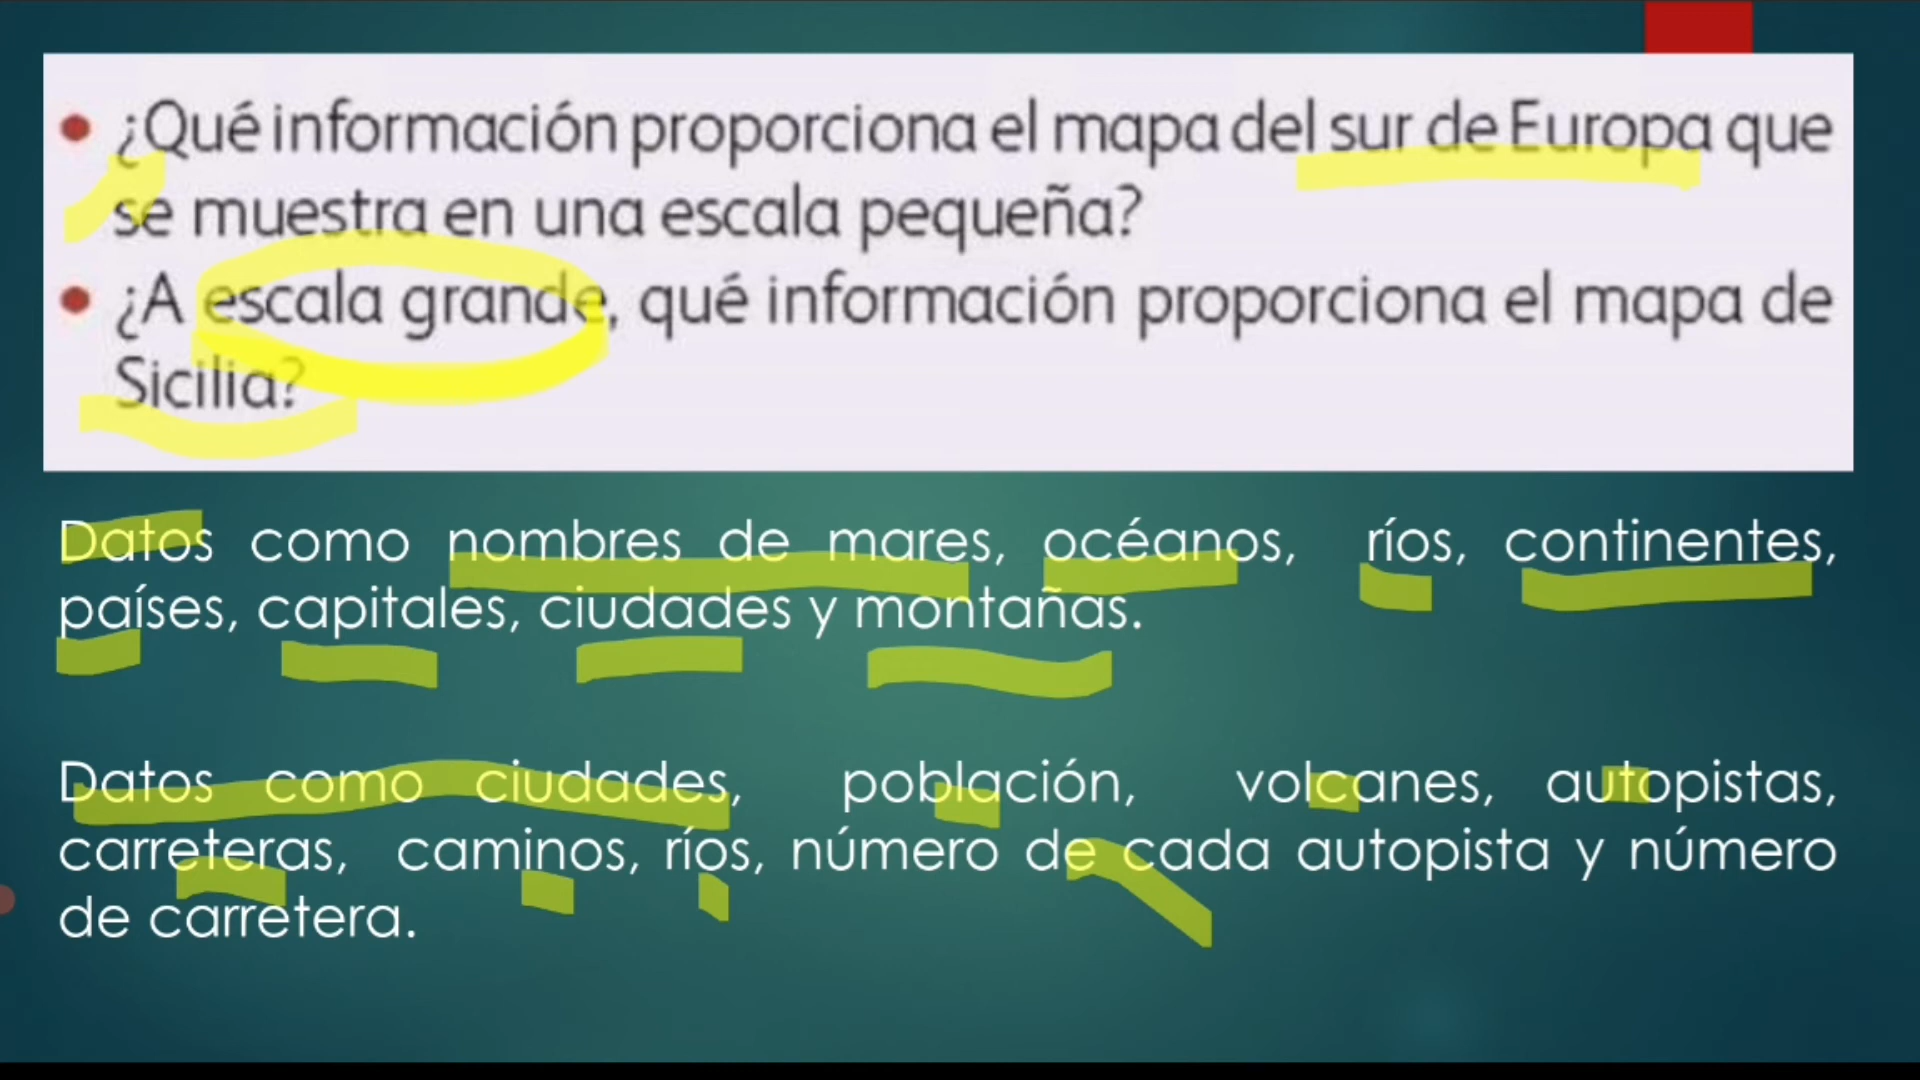 ¿Qué información proporciona el mapa del sur de Europa que
se muestra en una escala pequeña?
¿A escala grande, qué información proporciona el mapa de
Sicilia?
Datos como nombres de mares, océanos, ríos, continentes,
países, capitales, ciudades y montañas.
Datos como ciudades, población, volcanes, autopistas,
carreteras, caminos, ríos, número de cada autopista y número
de carretera.